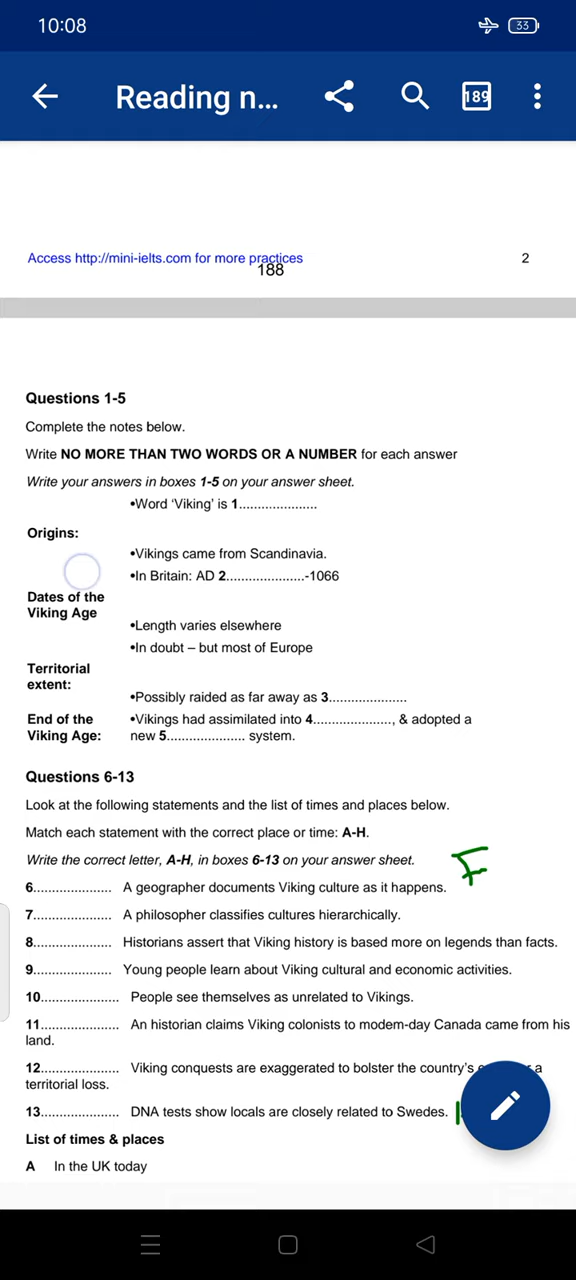 10:08
33
Reading n...
189
Access http://mini-ielts.com for more practices
2
188
Questions 1-5
Complete the notes below.
Write NO MORE THAN TWO WORDS OR A NUMBER for each answer
Write your answers in boxes 1-5 on your answer sheet.
•Word ‘Viking’ is 1....................
Origins:
•Vikings came from Scandinavia.
•In Britain: AD 2....................-1066
Dates of the
Viking Age
•Length varies elsewhere
•In doubt – but most of Europe
Territorial
extent:
•Possibly raided as far away as 3....................
End of the
Viking Age:
•Vikings had assimilated into 4...................., & adopted a
new 5.................... system.
Questions 6-13
Look at the following statements and the list of times and places below.
Match each statement with the correct place or time: A-H.
Write the correct letter, A-H, in boxes 6-13 on your answer sheet.
F
6.................... A geographer documents Viking culture as it happens.
7.................... A philosopher classifies cultures hierarchically.
8.................... Historians assert that Viking history is based more on legends than facts.
9.................... Young people learn about Viking cultural and economic activities.
10.................... People see themselves as unrelated to Vikings.
11.................... An historian claims Viking colonists to modem-day Canada came from his
land.
12.................... Viking conquests are exaggerated to bolster the country’s a
territorial loss.
13.................... DNA tests show locals are closely related to Swedes.
List of times & places
A In the UK today